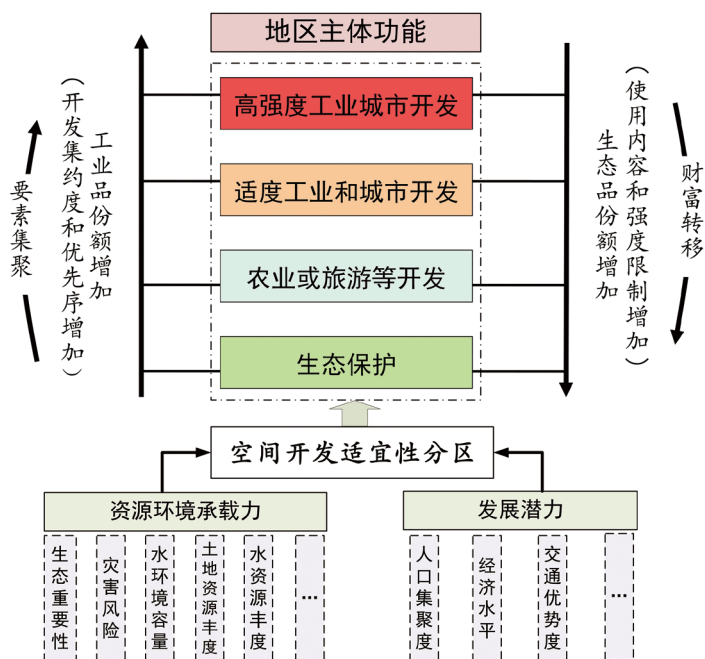 地区主体功能
高强度工业城市开发
适度工业和城市开发
农业或旅游等开发
生态保护
要素集聚
工业品份额增加
（开发集约度和优先序增加）
生态品份额增加
（使用内容和强度限制增加）
财富转移
空间开发适宜性分区
资源环境承载力
发展潜力
生态重要性
灾害风险
水环境容量
土地资源丰度
水资源丰度
...
人口集聚度
经济水平
交通优势度
...